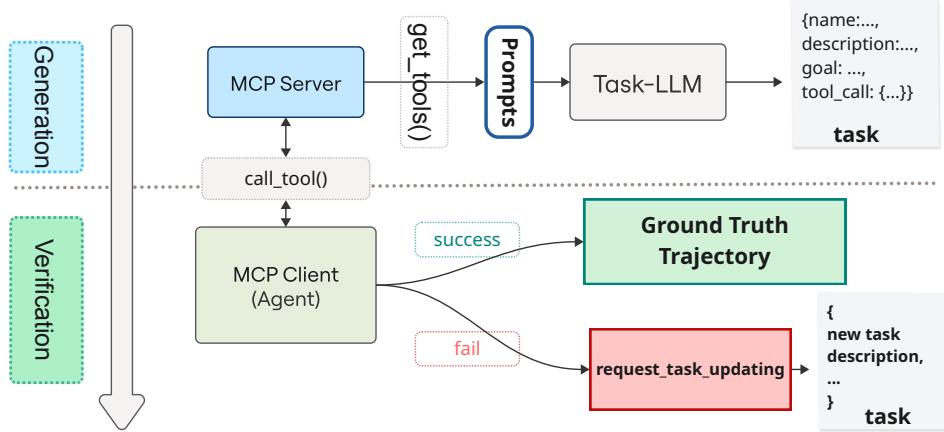 Generation
MCP Server
get_tools()
Prompts
Task-LLM
{name:...,
description:...,
goal: ...,
tool_call: {...}}
task
call_tool()
Verification
MCP Client
(Agent)
success
Ground Truth
Trajectory
fail
request_task_updating
{
new task
description,
...
}
task